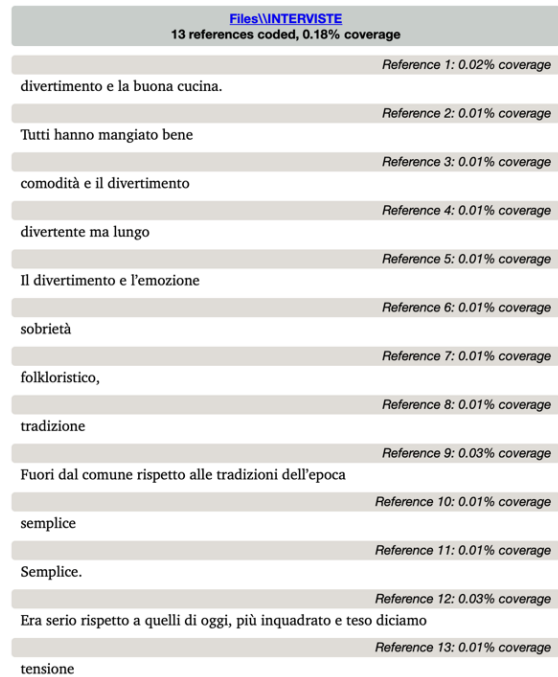 Files\\INTERVISTE
13 references coded, 0.18% coverage
Reference 1: 0.02% coverage
divertimento e la buona cucina.
Reference 2: 0.01% coverage
Tutti hanno mangiato bene
Reference 3: 0.01% coverage
comodità e il divertimento
Reference 4: 0.01% coverage
divertente ma lungo
Reference 5: 0.01% coverage
Il divertimento e l’emozione
Reference 6: 0.01% coverage
sobrietà
Reference 7: 0.01% coverage
folkloristico,
Reference 8: 0.01% coverage
tradizione
Reference 9: 0.03% coverage
Fuori dal comune rispetto alle tradizioni dell’epoca
Reference 10: 0.01% coverage
semplice
Reference 11: 0.01% coverage
Semplice.
Reference 12: 0.03% coverage
Era serio rispetto a quelli di oggi, più inquadrato e teso diciamo
Reference 13: 0.01% coverage
tensione